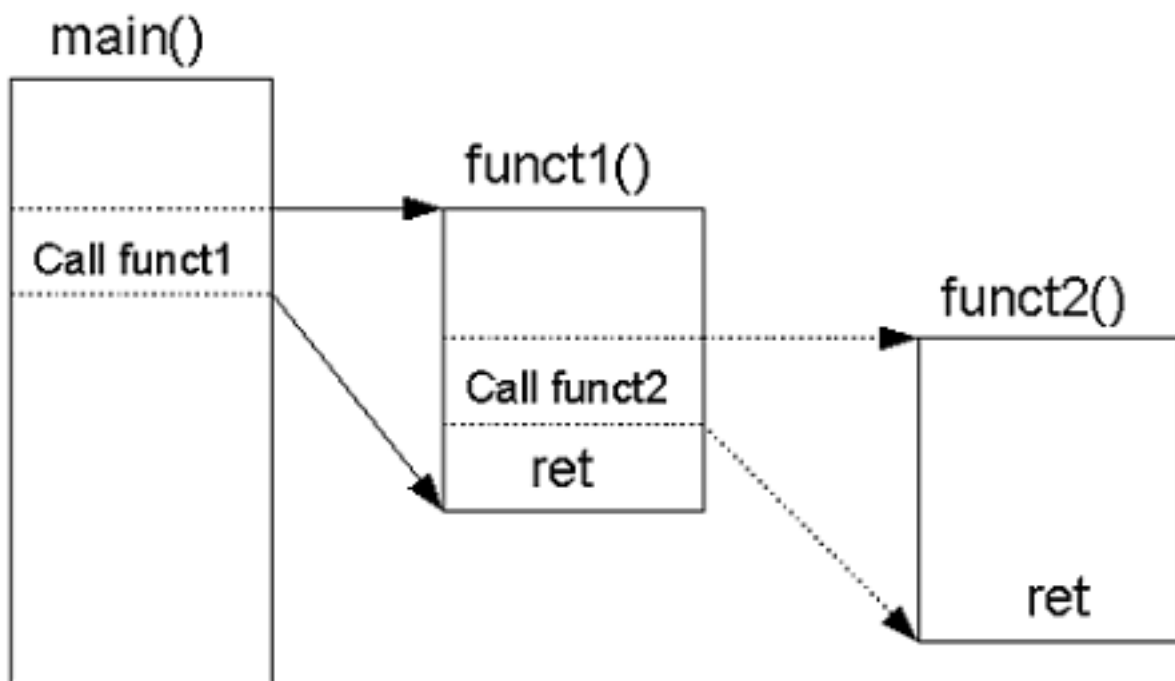 main()
funct1()
Call funct1
funct2()
Call funct2
ret
ret